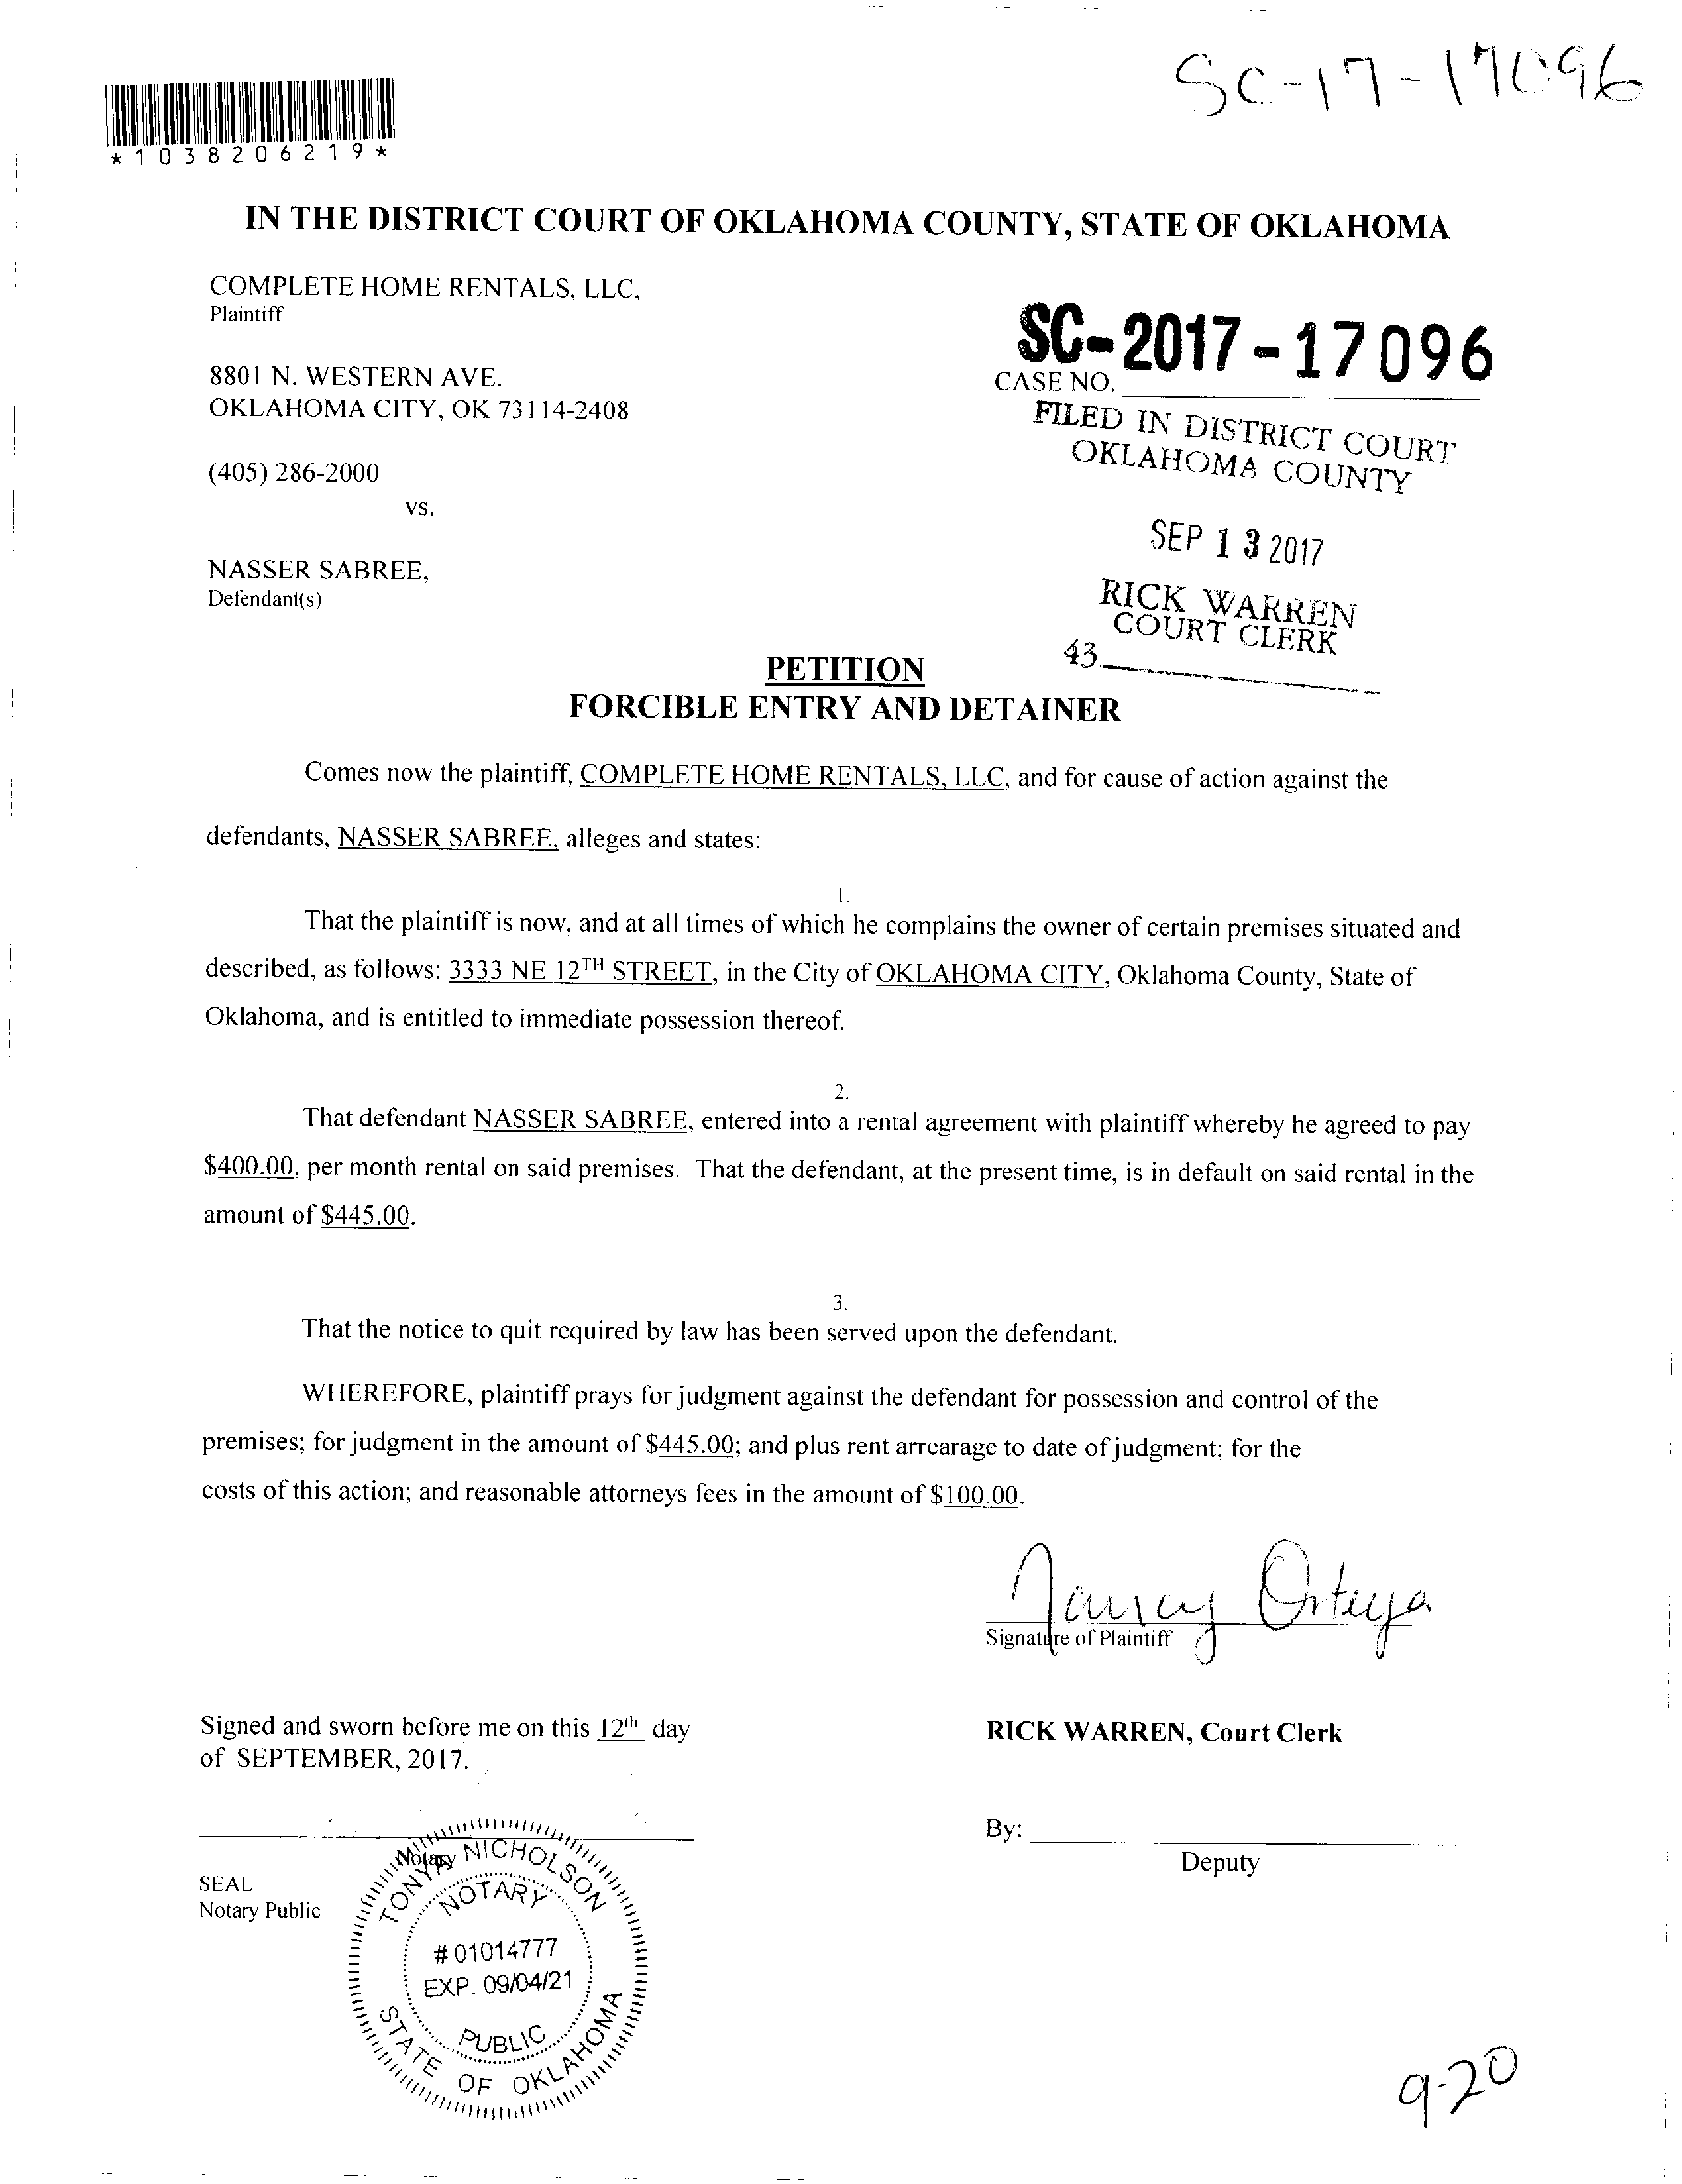 SC-17-17096
*1038206219*
IN THE DISTRICT COURT OF OKLAHOMA COUNTY, STATE OF OKLAHOMA
COMPLETE HOME RENTALS, LLC,
Plaintiff
8801 N. WESTERN AVE.
OKLAHOMA CITY, OK 73114-2408
(405) 286-2000
vs.
NASSER SABREE,
Defendant(s)
SC-2017-17096
CASE NO.
FILED IN DISTRICT COURT
OKLAHOMA COUNTY
SEP 13 2017
RICK WARREN
COURT CLERK
43
PETITION
FORCIBLE ENTRY AND DETAINER
Comes now the plaintiff, COMPLETE HOME RENTALS, LLC, and for cause of action against the
defendants, NASSER SABREE, alleges and states:
1.
That the plaintiff is now, and at all times of which he complains the owner of certain premises situated and
described, as follows: 3333 NE 12TH STREET, in the City of OKLAHOMA CITY, Oklahoma County, State of
Oklahoma, and is entitled to immediate possession thereof.
2.
That defendant NASSER SABREE, entered into a rental agreement with plaintiff whereby he agreed to pay
$400.00, per month rental on said premises. That the defendant, at the present time, is in default on said rental in the
amount of $445.00.
3.
That the notice to quit required by law has been served upon the defendant.
WHEREFORE, plaintiff prays for judgment against the defendant for possession and control of the
premises; for judgment in the amount of $445.00; and plus rent arrearage to date of judgment; for the
costs of this action; and reasonable attorneys fees in the amount of $100.00.
Nancy Ortega
Signature of Plaintiff
Signed and sworn before me on this 12th day
of SEPTEMBER, 2017.
RICK WARREN, Court Clerk
By:
Deputy
Notary
SEAL
Notary Public
TONYA NICHOLSON
NOTARY
# 01014777
EXP. 09/04/21
PUBLIC
STATE OF OKLAHOMA
9-20